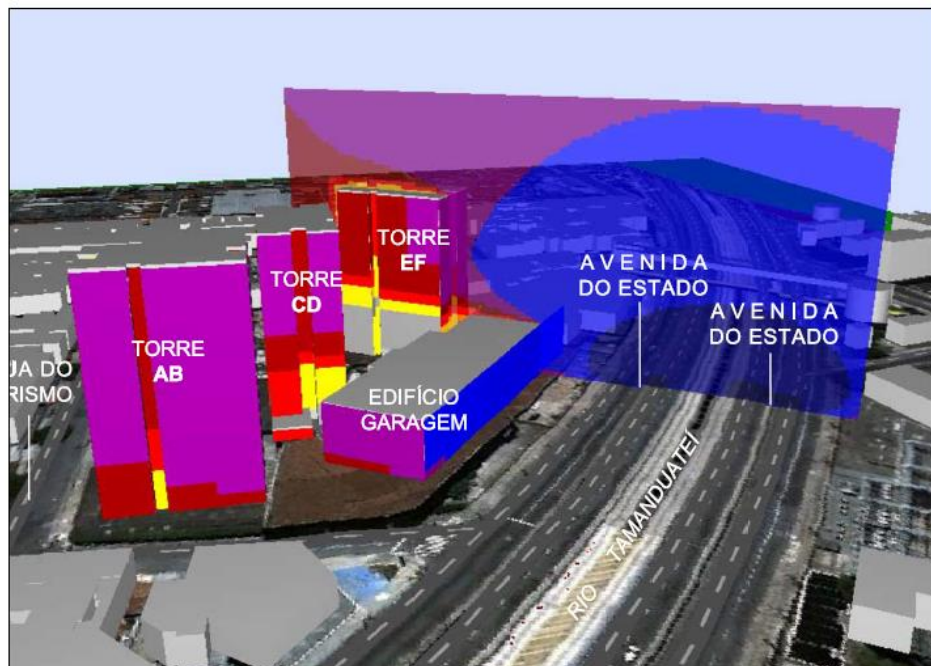 TORRE
EF
TORRE
CD
TORRE
AB
AVENIDA
DO ESTADO
AVENIDA
DO ESTADO
UA DO
RISMO
EDIFÍCIO
GARAGEM
RIO TAMANDUATEÍ